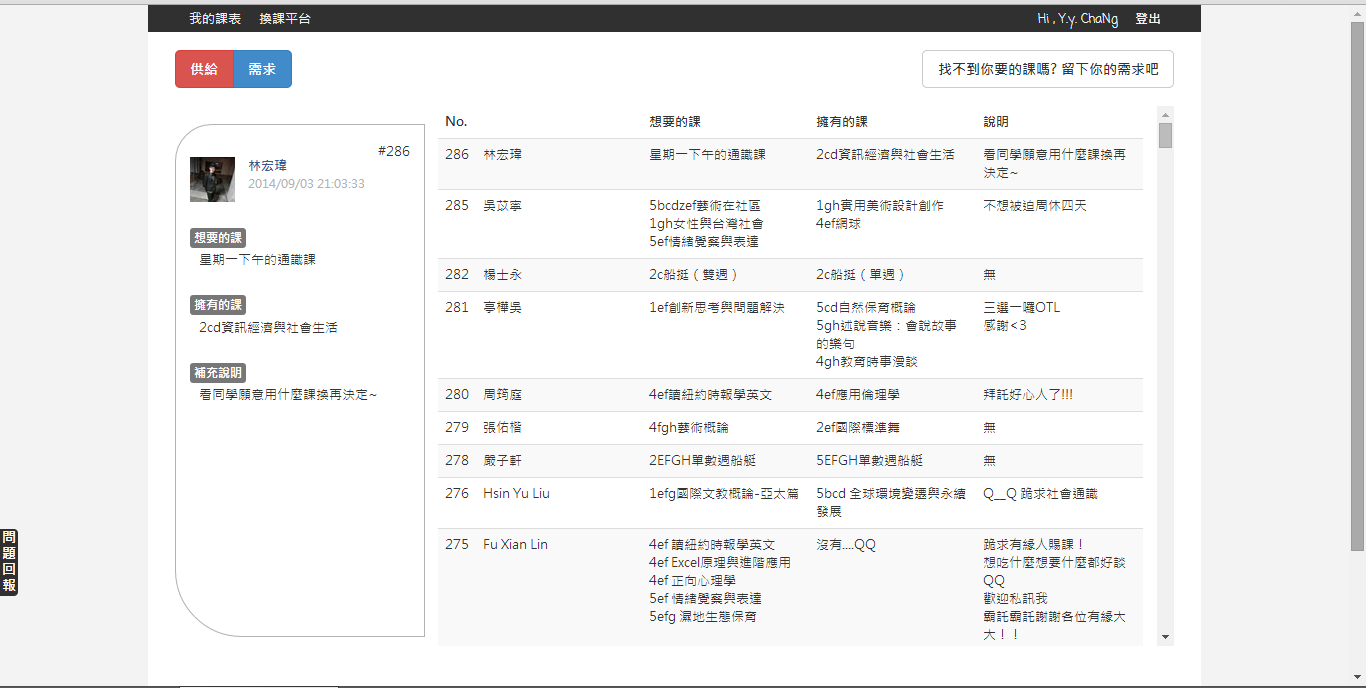 我的課表 換課平台 Hi , Y.y. ChaNg 登出
供給 需求 找不到你要的課嗎? 留下你的需求吧
#286
林宏瑋
2014/09/03 21:03:33
想要的課
星期一下午的通識課
擁有的課
2cd資訊經濟與社會生活
補充說明
看同學願意用什麼課換再決定~
No. 想要的課 擁有的課 說明
286 林宏瑋 星期一下午的通識課 2cd資訊經濟與社會生活 看同學願意用什麼課換再
決定~
285 吳苡寧 5bcdzef藝術在社區 1gh實用美術設計創作 不想被迫周休四天
1gh女性與台灣社會 4ef網球
5ef情緒覺察與表達
282 楊士永 2c船挺（雙週） 2c船挺（單週） 無
281 亭樺吳 1ef創新思考與問題解決 5cd自然保育概論 三選一囉OTL
5gh述說音樂：會說故事 感謝<3
的樂句
4gh教育時事漫談
280 周筠庭 4ef讀紐約時報學英文 4ef應用倫理學 拜託好心人了!!!
279 張佑楷 4fgh藝術概論 2ef國際標準舞 無
278 嚴子軒 2EFGH單數週船艇 5EFGH單數週船艇 無
276 Hsin Yu Liu 1efg國際文教概論-亞太篇 5bcd 全球環境變遷與永續 Q__Q 跪求社會通識
發展
275 Fu Xian Lin 4ef 讀紐約時報學英文 沒有....QQ 跪求有緣人賜課！
4ef Excel原理與進階應用 想吃什麼想要什麼都好談
4ef 正向心理學 QQ
5ef 情緒覺察與表達 歡迎私訊我
5efg 濕地生態保育 霸託霸託謝謝各位有緣大
大！！
問題回報